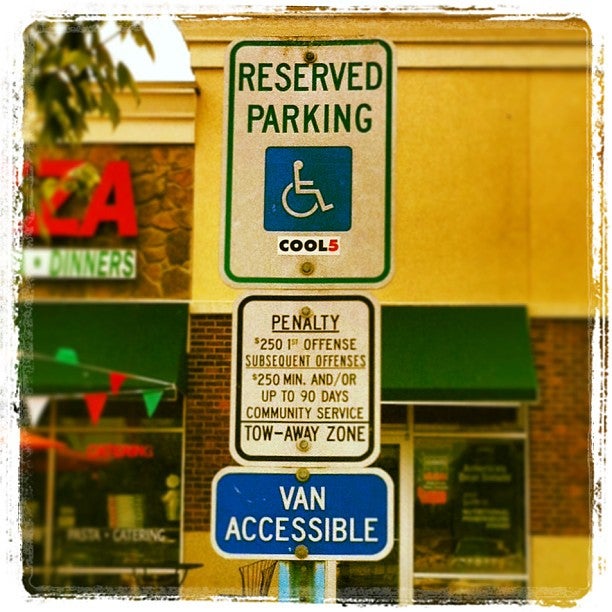 RESERVED
PARKING
COOL5
PENALTY
$250 1ST OFFENSE
SUBSEQUENT OFFENSES
$250 MIN. AND/OR
UP TO 90 DAYS
COMMUNITY SERVICE
TOW-AWAY ZONE
VAN
ACCESSIBLE
ZA
• DINNERS
CATERING
PASTA • CATERING